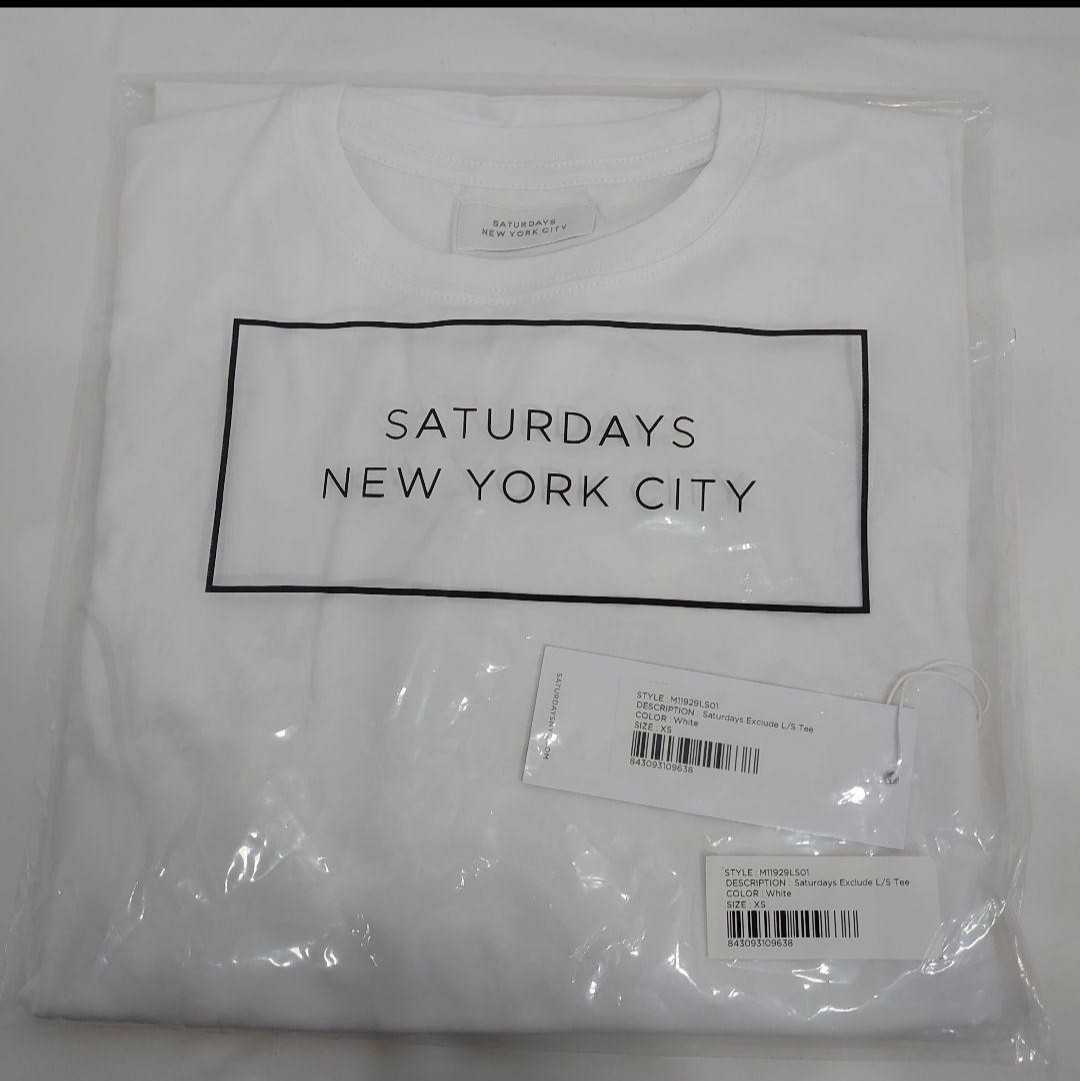 SATURDAYS
NEW YORK CITY
SATURDAYS
NEW YORK CITY
STYLE : M11929LS01
DESCRIPTION : Saturdays Exclude L/S Tee
COLOR : White
SIZE : XS
843093109638
STYLE : M11929LS01
DESCRIPTION : Saturdays Exclude L/S Tee
COLOR : White
SIZE : XS
843093109638